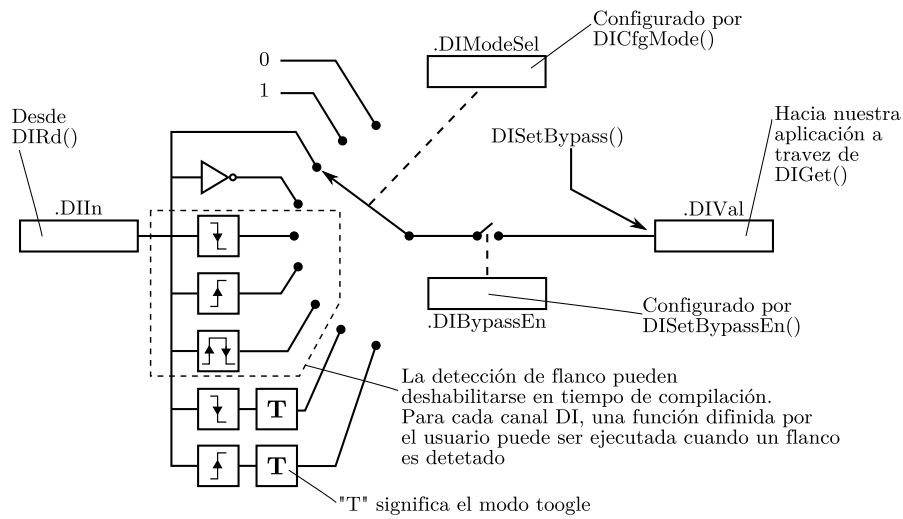 Configurado por
DICfgMode()
.DIModeSel
0
1
Desde
DIRd()
DISetBypass()
Hacia nuestra
aplicación a
travez de
DIGet()
.DIIn
.DIVal
Configurado por
DISetBypassEn()
.DIBypassEn
La detección de flanco pueden
deshabilitarse en tiempo de compilación.
Para cada canal DI, una función difinida por
el usuario puede ser ejecutada cuando un flanco
es detetado
T
T
"T" significa el modo toogle